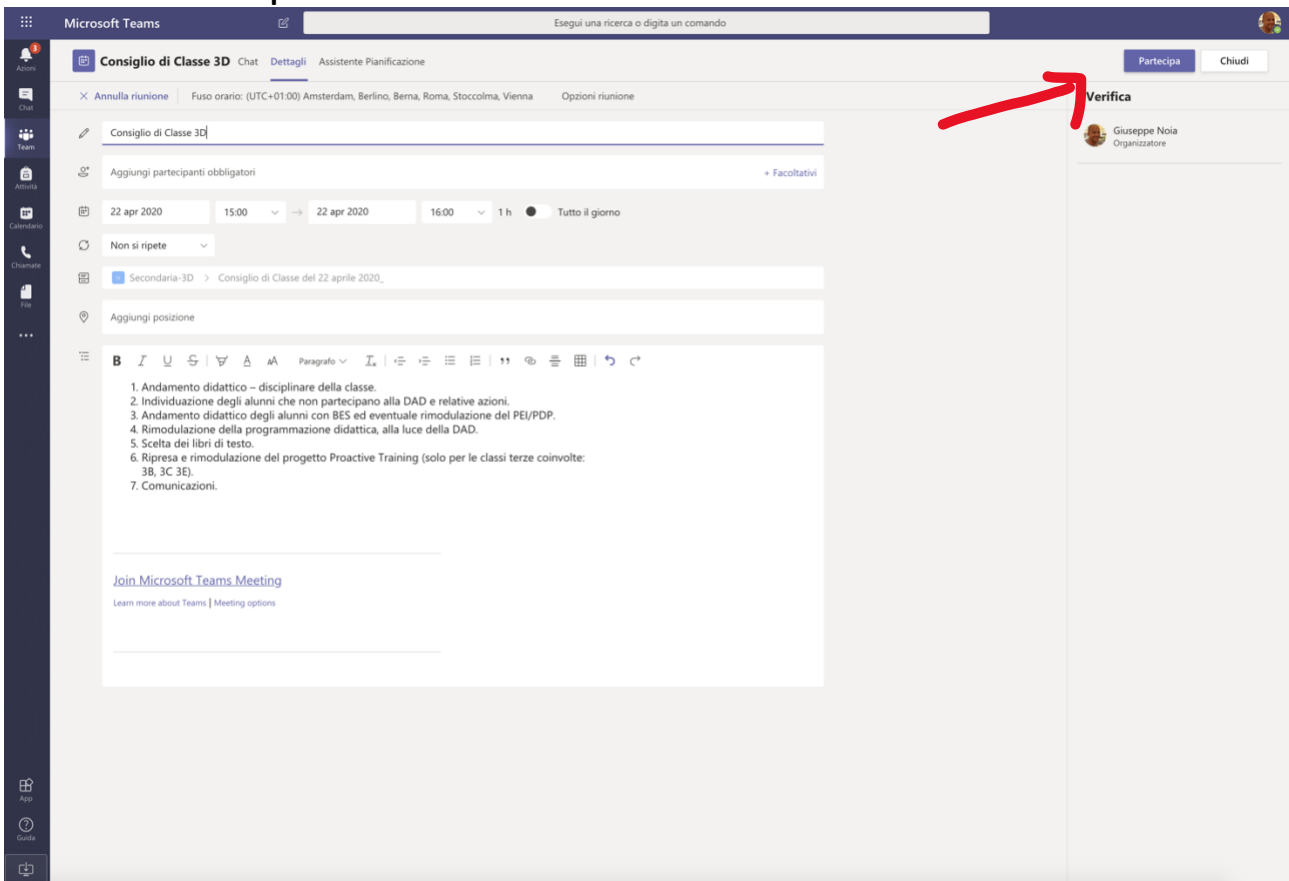 Microsoft Teams
Esegui una ricerca o digita un comando
3
Azioni
Chat
Team
Attività
Calendario
Chiamate
File
App
Guida
Consiglio di Classe 3D Chat Dettagli Assistente Pianificazione
Partecipa Chiudi
Annulla riunione Fuso orario: (UTC+01:00) Amsterdam, Berlino, Berna, Roma, Stoccolma, Vienna Opzioni riunione
Verifica
Giuseppe Noia
Organizzatore
Consiglio di Classe 3D
Aggiungi partecipanti obbligatori + Facoltativi
22 apr 2020 15:00 → 22 apr 2020 16:00 1 h Tutto il giorno
Non si ripete
Secondaria-3D > Consiglio di Classe del 22 aprile 2020_
Aggiungi posizione
B I U S A AA Paragrafo
1. Andamento didattico – disciplinare della classe.
2. Individuazione degli alunni che non partecipano alla DAD e relative azioni.
3. Andamento didattico degli alunni con BES ed eventuale rimodulazione del PEI/PDP.
4. Rimodulazione della programmazione didattica, alla luce della DAD.
5. Scelta dei libri di testo.
6. Ripresa e rimodulazione del progetto Proactive Training (solo per le classi terze coinvolte:
3B, 3C 3E).
7. Comunicazioni.
Join Microsoft Teams Meeting
Learn more about Teams | Meeting options